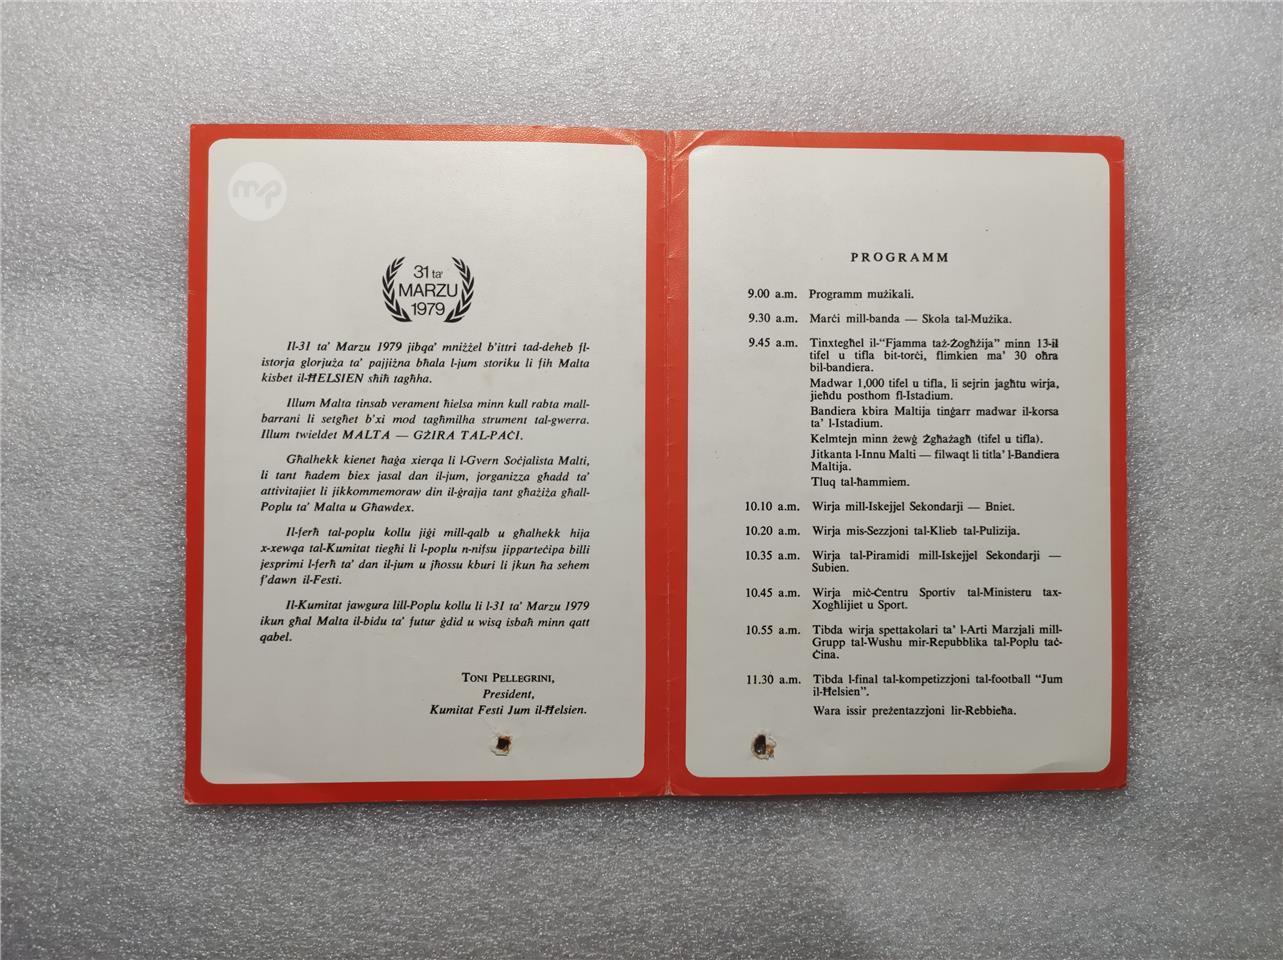 mp
31 ta'
MARZU
1979
Il-31 ta' Marzu 1979 jibqa' mniżżel b'ittri tad-deheb fl-
istorja glorjuża ta' pajjiżna bħala l-jum storiku li fih Malta
kisbet il-ĦELSIEN sħiħ tagħha.
Illum Malta tinsab verament ħielsa minn kull rabta mall-
barrani li setgħet b'xi mod tagħmilha strument tal-gwerra.
Illum twieldet MALTA — GŻIRA TAL-PAĊI.
Għalhekk kienet ħaġa xierqa li l-Gvern Soċjalista Malti,
li tant ħadem biex jasal dan il-jum, jorganizza għadd ta'
attivitajiet li jikkommemoraw din il-ġrajja tant għażiża għall-
Poplu ta' Malta u Għawdex.
Il-ferħ tal-poplu kollu jiġi mill-qalb u għalhekk hija
x-xewqa tal-Kumitat tiegħi li l-poplu n-nifsu jipparteċipa billi
jesprimi l-ferħ ta' dan il-jum u jħossu kburi li jkun ħa sehem
f'dawn il-Festi.
Il-Kumitat jawgura lill-Poplu kollu li l-31 ta' Marzu 1979
ikun għal Malta il-bidu ta' futur ġdid u wisq isbaħ minn qatt
qabel.
TONI PELLEGRINI,
President,
Kumitat Festi Jum il-Ħelsien.
PROGRAMM
9.00 a.m. Programm mużikali.
9.30 a.m. Marċi mill-banda — Skola tal-Mużika.
9.45 a.m. Tinxtegħel il-“Fjamma taż-Żogħżija” minn 13-il
tifel u tifla bit-torċi, flimkien ma' 30 oħra
bil-bandiera.
Madwar 1,000 tifel u tifla, li sejrin jagħtu wirja,
jieħdu posthom fl-Istadium.
Bandiera kbira Maltija tinġarr madwar il-korsa
ta' l-Istadium.
Kelmtejn minn żewġ Żgħażagħ (tifel u tifla).
Jitkanta l-Innu Malti — filwaqt li titla' l-Bandiera
Maltija.
Tluq tal-ħammiem.
10.10 a.m. Wirja mill-Iskejjel Sekondarji — Bniet.
10.20 a.m. Wirja mis-Sezzjoni tal-Klieb tal-Pulizija.
10.35 a.m. Wirja tal-Piramidi mill-Iskejjel Sekondarji —
Subien.
10.45 a.m. Wirja miċ-Ċentru Sportiv tal-Ministeru tax-
Xogħlijiet u Sport.
10.55 a.m. Tibda wirja spettakolari ta' l-Arti Marzjali mill-
Grupp tal-Wushu mir-Repubblika tal-Poplu taċ-
Ċina.
11.30 a.m. Tibda l-final tal-kompetizzjoni tal-football “Jum
il-Ħelsien”.
Wara issir preżentazzjoni lir-Rebbieħa.